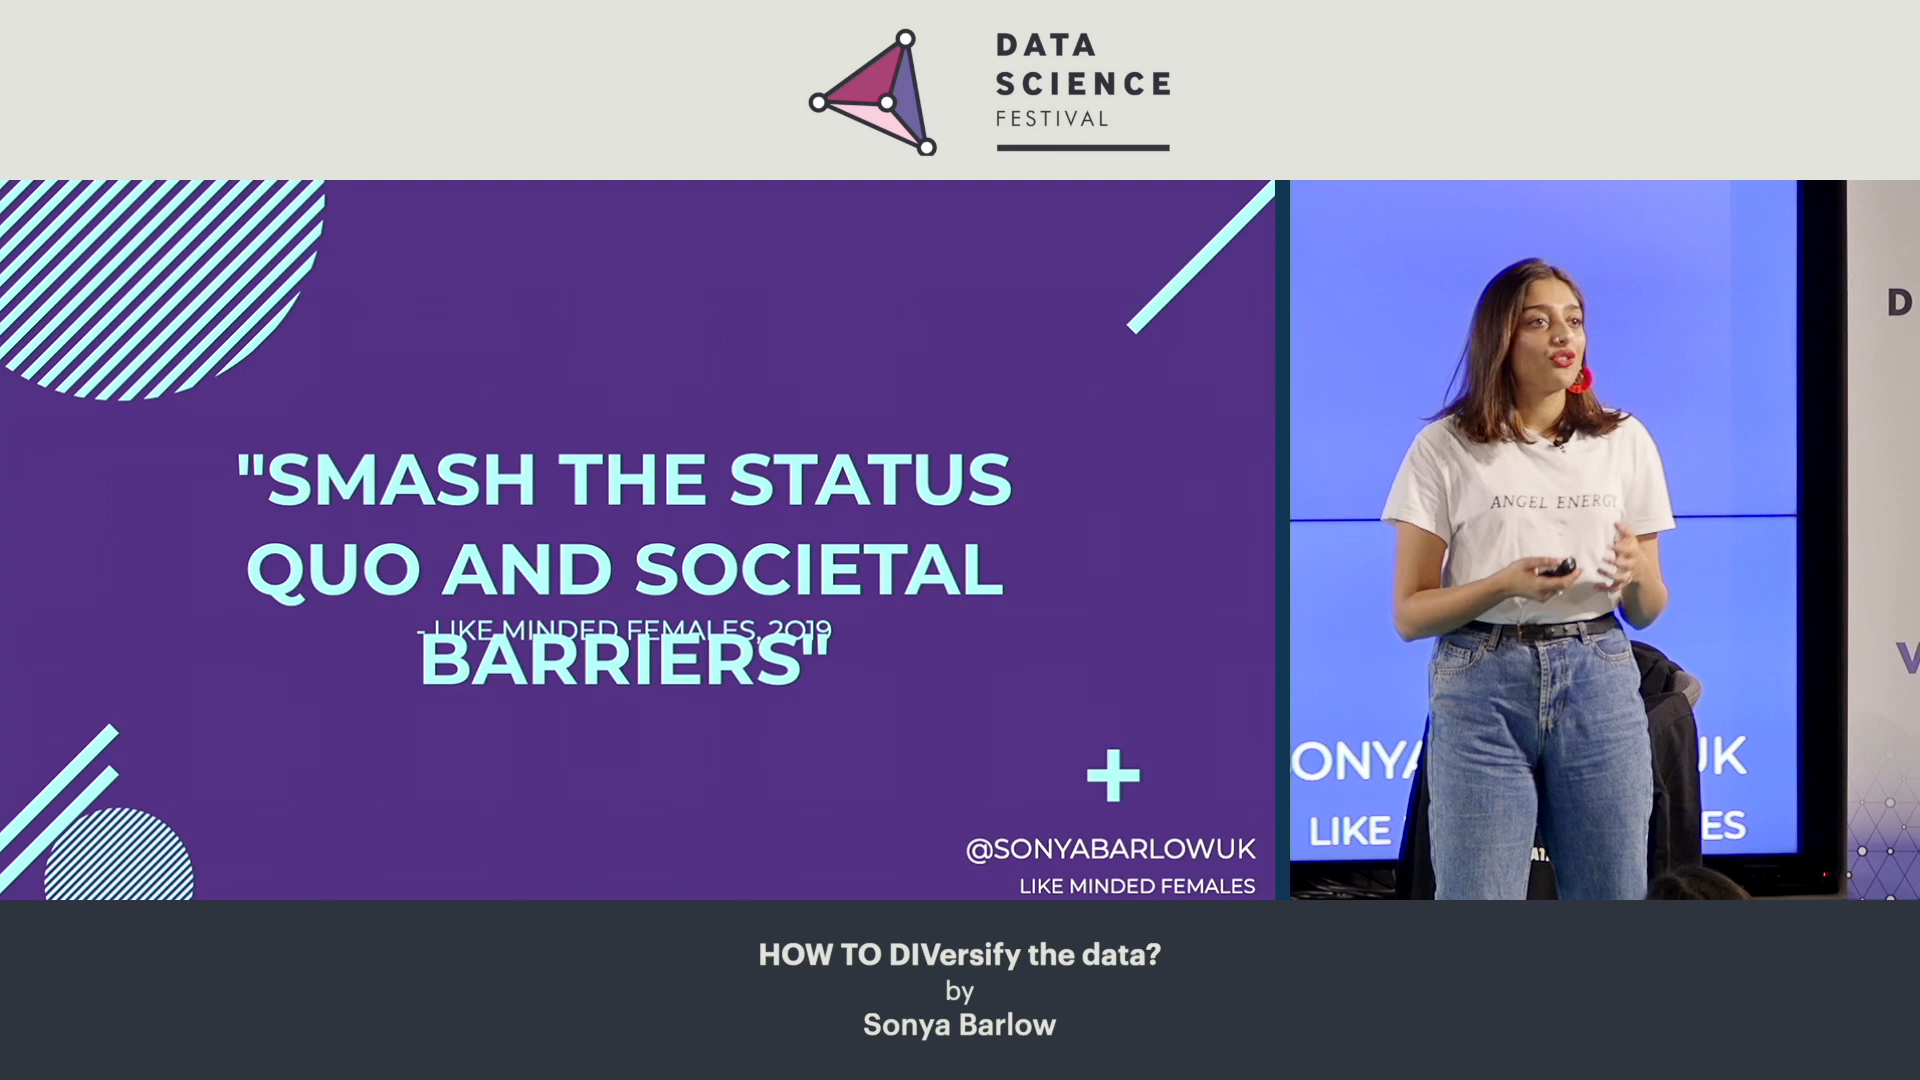 DATA
SCIENCE
FESTIVAL
"SMASH THE STATUS
QUO AND SOCIETAL
- LIKE MINDED FEMALES, 2019
BARRIERS"
@SONYABARLOWUK
LIKE MINDED FEMALES
ANGEL ENERGY
ONYA
UK
LIKE
ES
D
V
HOW TO DIVersify the data?
by
Sonya Barlow